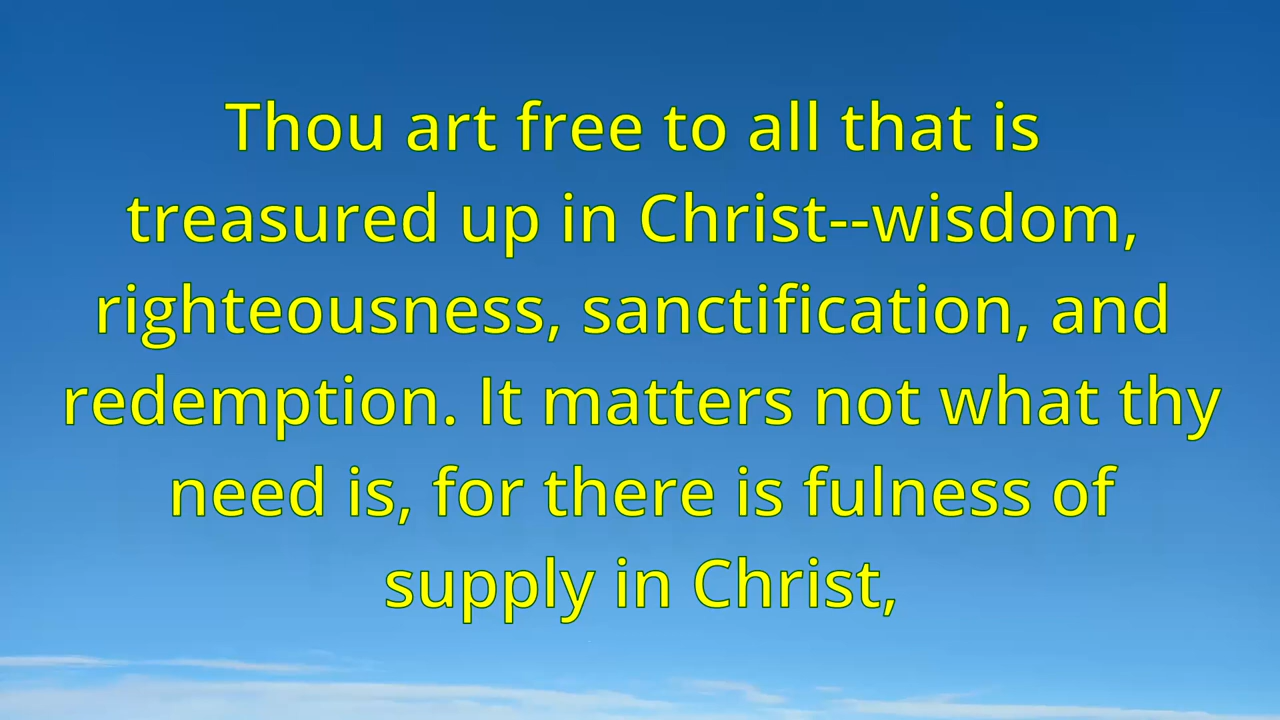 Thou art free to all that is
treasured up in Christ--wisdom,
righteousness, sanctification, and
redemption. It matters not what thy
need is, for there is fulness of
supply in Christ,